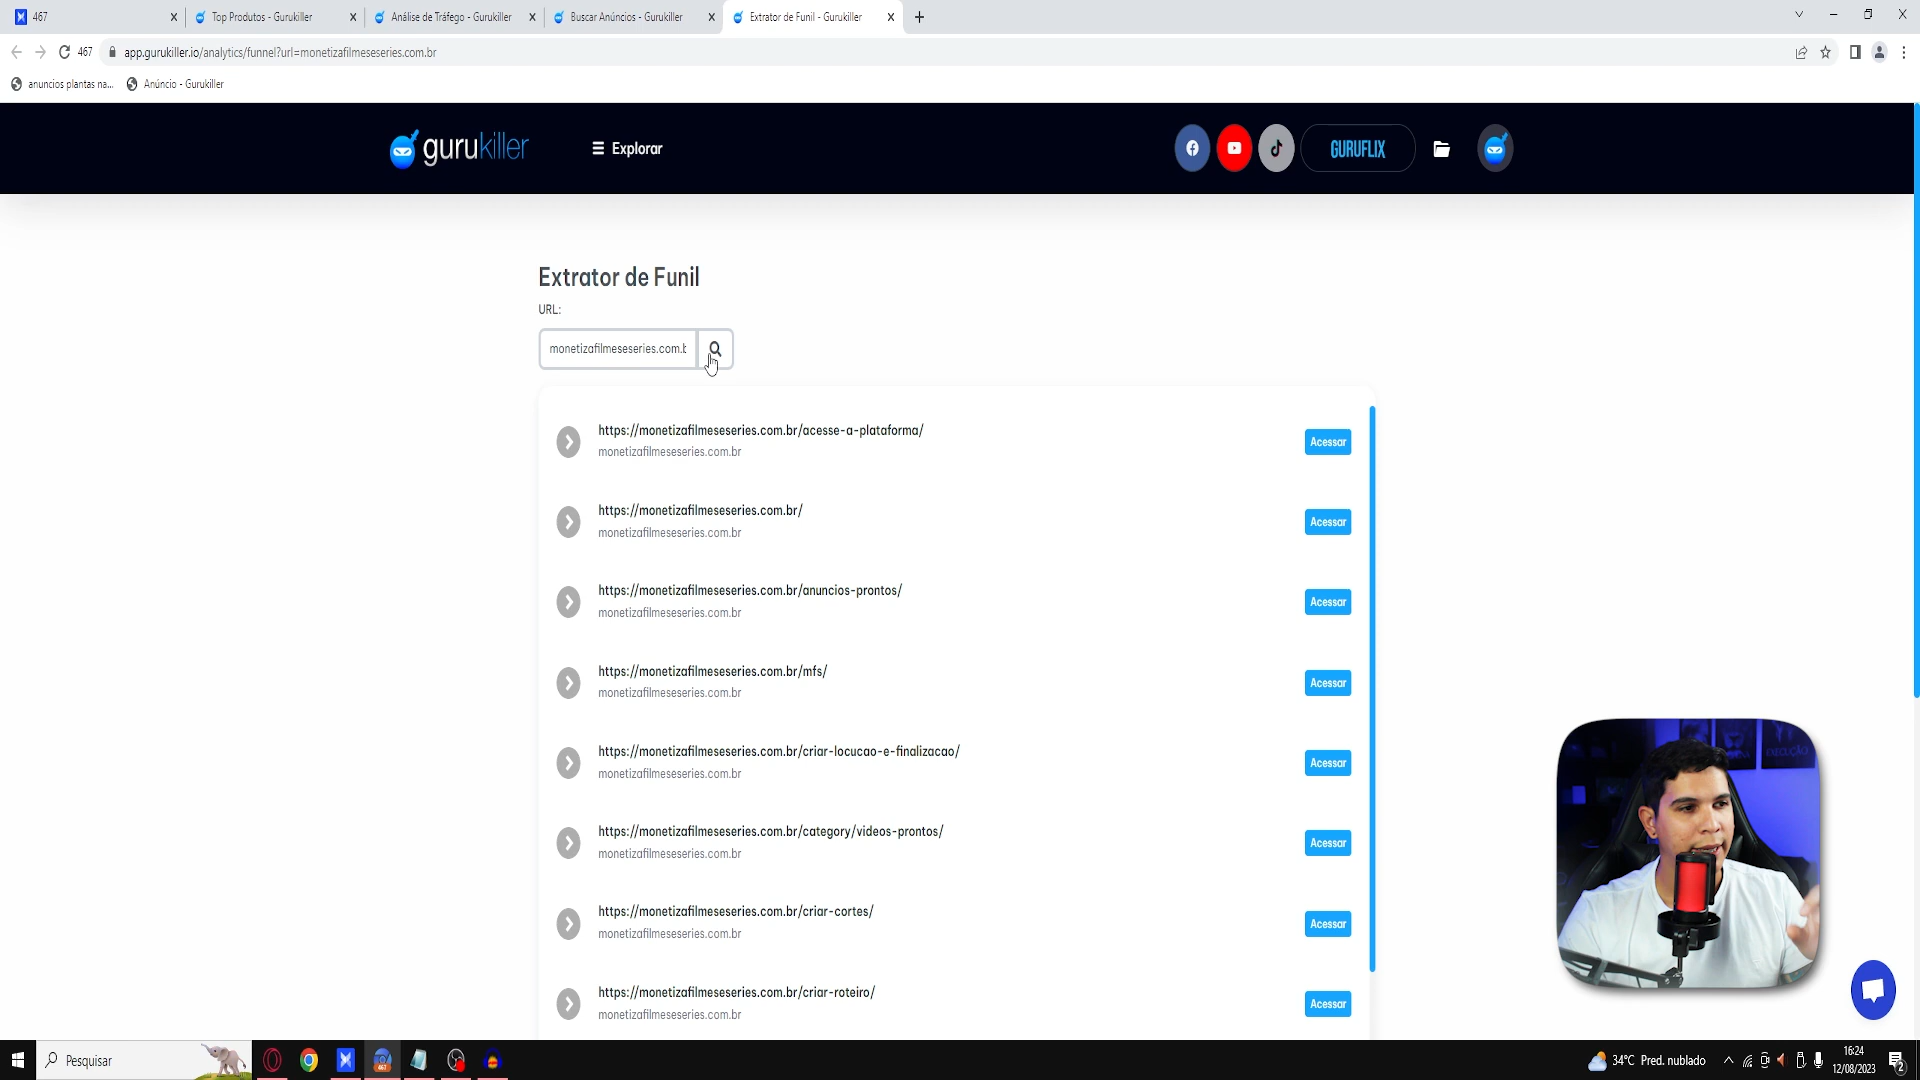 467
Top Produtos - Gurukiller
Análise de Tráfego - Gurukiller
Buscar Anúncios - Gurukiller
Extrator de Funil - Gurukiller
467
app.gurukiller.io/analytics/funnel?url=monetizafilmeseseries.com.br
anuncios plantas na...
Anúncio - Gurukiller
gurukiller
Explorar
GURUFLIX
Extrator de Funil
URL:
monetizafilmeseseries.com.b
https://monetizafilmeseseries.com.br/acesse-a-plataforma/
monetizafilmeseseries.com.br
Acessar
https://monetizafilmeseseries.com.br/
monetizafilmeseseries.com.br
Acessar
https://monetizafilmeseseries.com.br/anuncios-prontos/
monetizafilmeseseries.com.br
Acessar
https://monetizafilmeseseries.com.br/mfs/
monetizafilmeseseries.com.br
Acessar
https://monetizafilmeseseries.com.br/criar-locucao-e-finalizacao/
monetizafilmeseseries.com.br
Acessar
https://monetizafilmeseseries.com.br/category/videos-prontos/
monetizafilmeseseries.com.br
Acessar
https://monetizafilmeseseries.com.br/criar-cortes/
monetizafilmeseseries.com.br
Acessar
https://monetizafilmeseseries.com.br/criar-roteiro/
monetizafilmeseseries.com.br
Acessar
Pesquisar
467
34°C Pred. nublado
16:24
12/08/2023
2